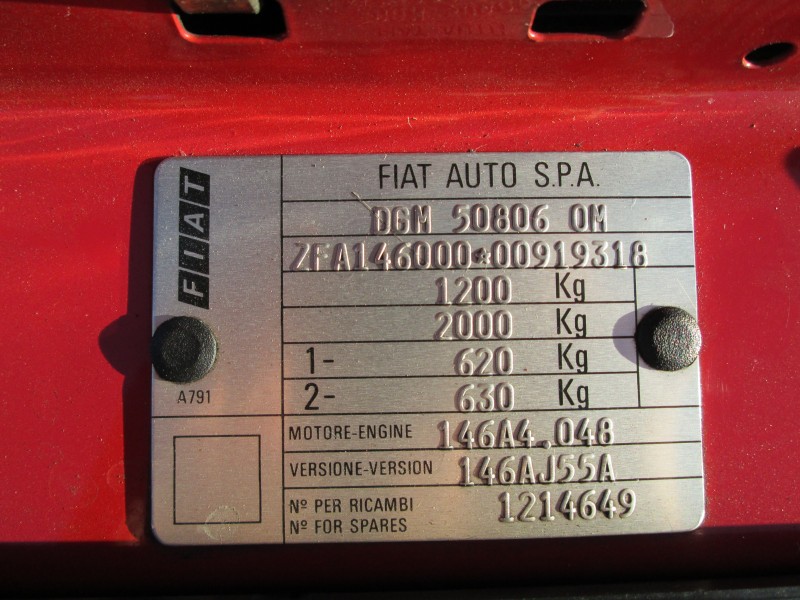 FIAT
FIAT AUTO S.P.A.
DGM 50806 OM
ZFA146000*00919318
1200 Kg
2000 Kg
1- 620 Kg
2- 630 Kg
A791
MOTORE-ENGINE 146A4.048
VERSIONE-VERSION 146AJ55A
Nº PER RICAMBI
Nº FOR SPARES 1214649